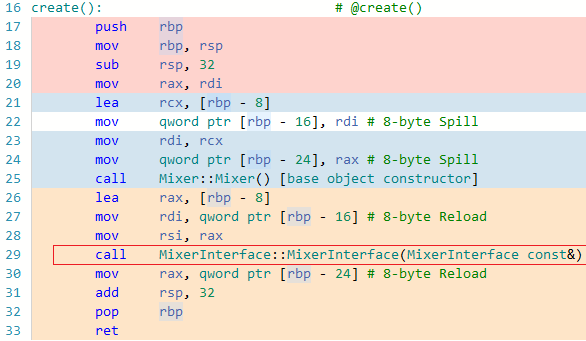 16 create():                              # @create()
17         push    rbp
18         mov     rbp, rsp
19         sub     rsp, 32
20         mov     rax, rdi
21         lea     rcx, [rbp - 8]
22         mov     qword ptr [rbp - 16], rdi # 8-byte Spill
23         mov     rdi, rcx
24         mov     qword ptr [rbp - 24], rax # 8-byte Spill
25         call    Mixer::Mixer() [base object constructor]
26         lea     rax, [rbp - 8]
27         mov     rdi, qword ptr [rbp - 16] # 8-byte Reload
28         mov     rsi, rax
29         call    MixerInterface::MixerInterface(MixerInterface const&)
30         mov     rax, qword ptr [rbp - 24] # 8-byte Reload
31         add     rsp, 32
32         pop     rbp
33         ret